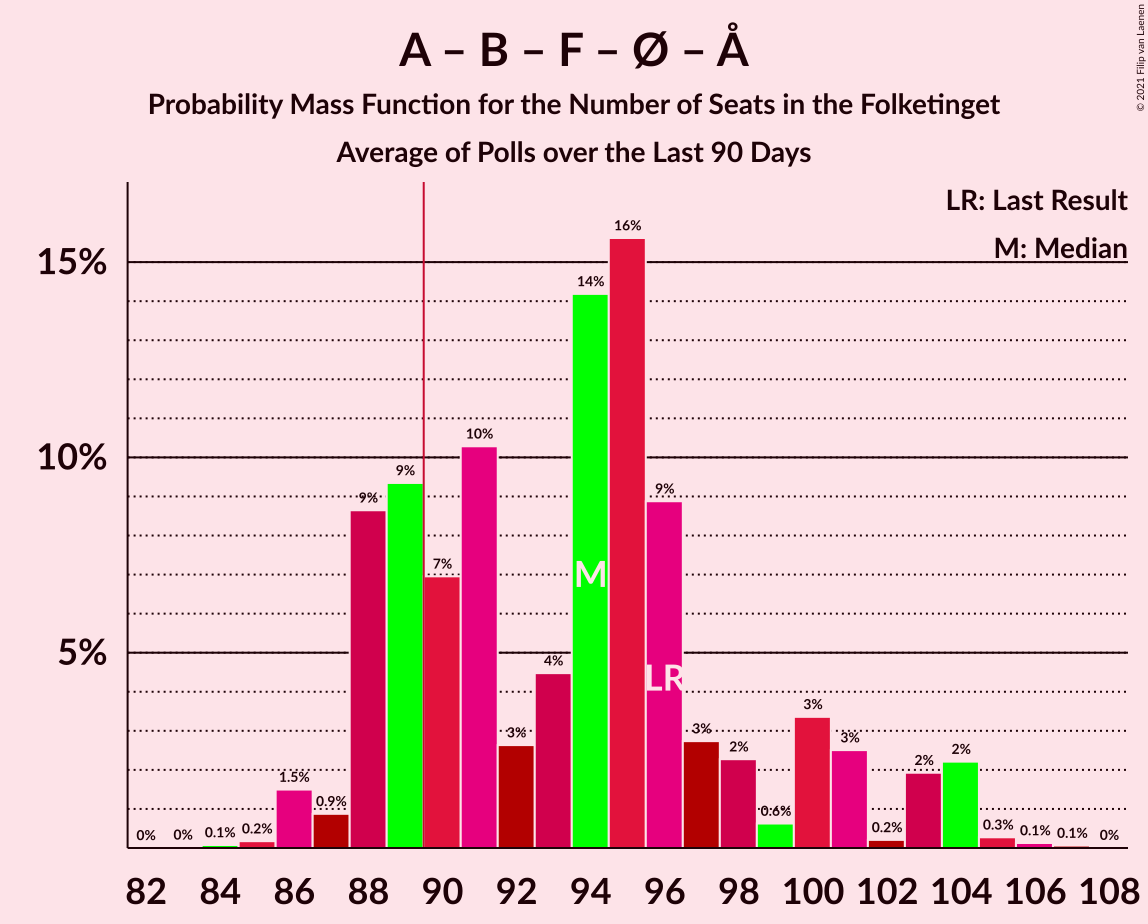 A – B – F – Ø – Å
Probability Mass Function for the Number of Seats in the Folketinget
Average of Polls over the Last 90 Days
© 2021 Filip van Laenen
LR: Last Result
M: Median
15%
10%
5%
0% 0% 0.1% 0.2% 1.5% 0.9% 9% 9% 7% 10% 3% 4% 14% 16% 9% 3% 2% 0.6% 3% 3% 0.2% 2% 2% 0.3% 0.1% 0.1% 0%
M
LR
82 84 86 88 90 92 94 96 98 100 102 104 106 108